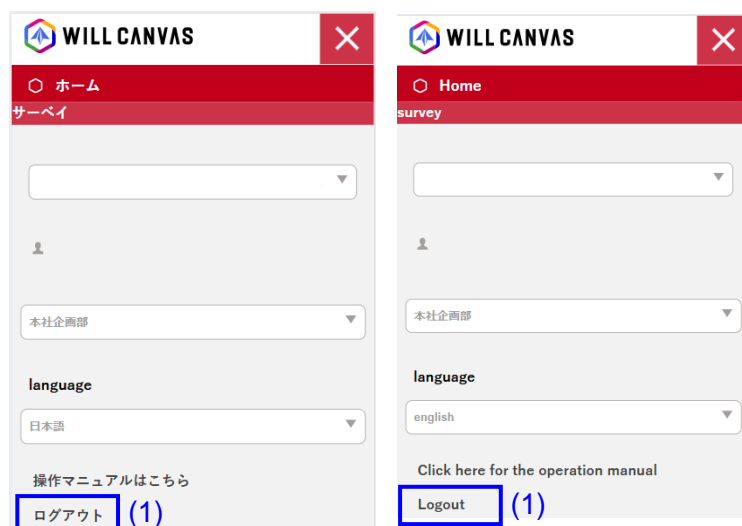 WILL CANVAS
ホーム
サーベイ
本社企画部
language
日本語
操作マニュアルはこちら
ログアウト
(1)
WILL CANVAS
Home
survey
本社企画部
language
english
Click here for the operation manual
Logout
(1)